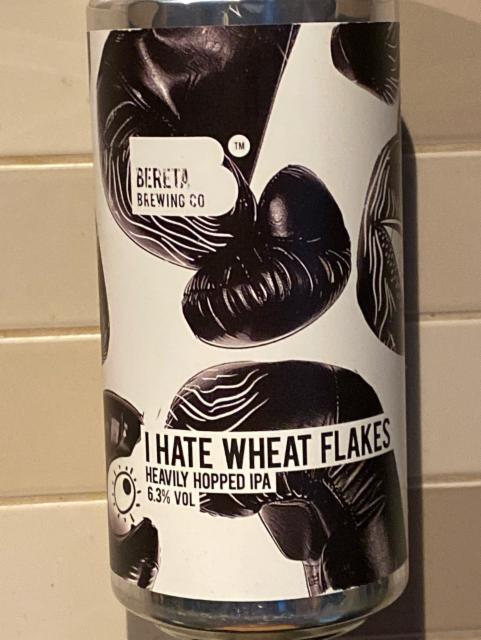 TM
BERETA
BREWING CO
I HATE WHEAT FLAKES
HEAVILY HOPPED IPA
6.3% VOL